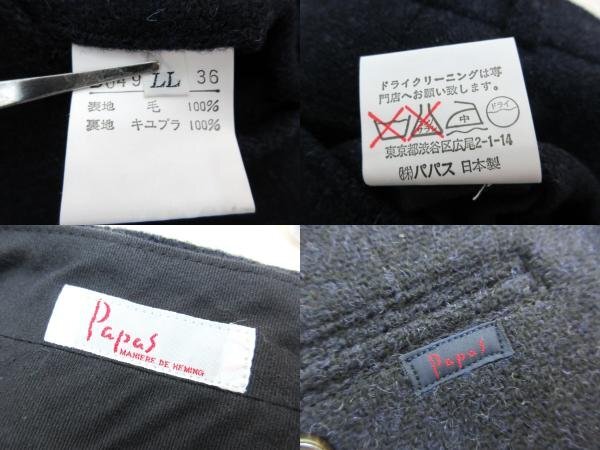 LL 36
表地 毛 100%
裏地 キユプラ 100%
ドライクリーニングは専
門店へお願い致します。
中 ドライ
東京都渋谷区広尾2-1-14
㈱パパス 日本製
Papas
MANIERE DE HEMING
Papas